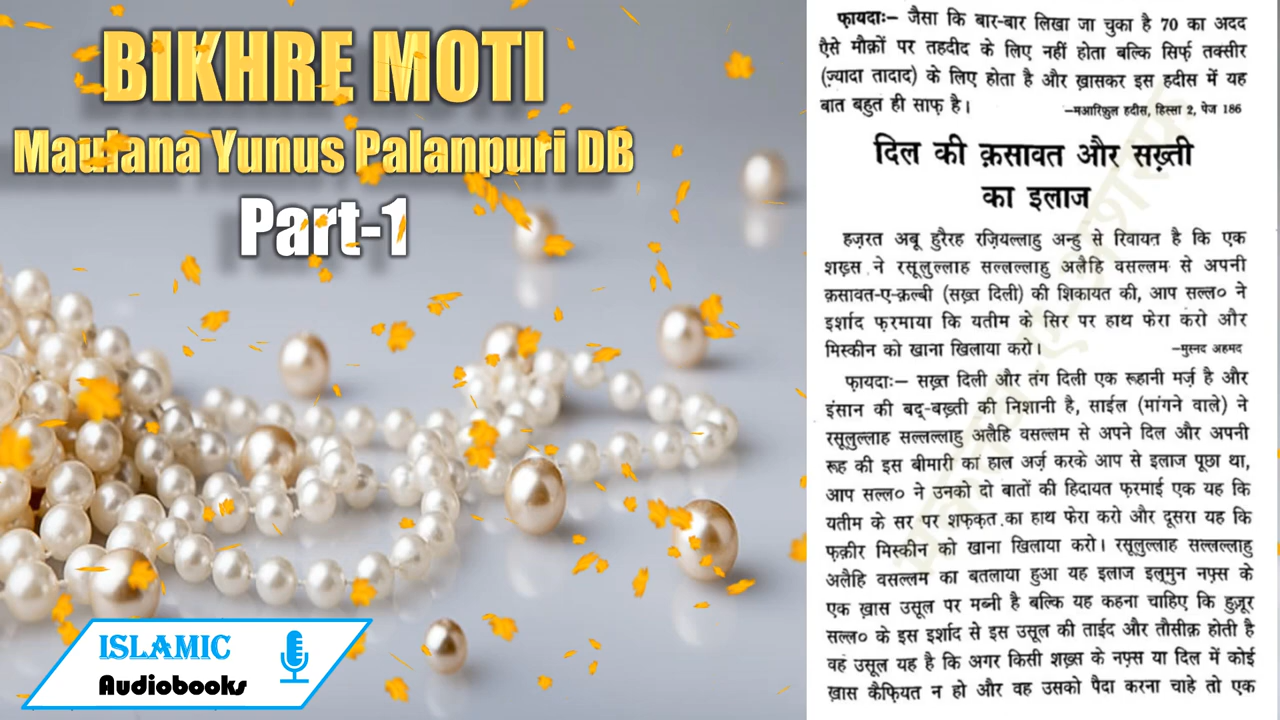 BIKHRE MOTI
Maulana Yunus Palanpuri DB
Part-1
ISLAMIC
Audiobooks
फ़ायदाः– जैसा कि बार-बार लिखा जा चुका है 70 का अदद
ऐसे मौक़ों पर तहदीद के लिए नहीं होता बल्कि सिर्फ़ तक्सीर
(ज्यादा तादाद) के लिए होता है और ख़ासकर इस हदीस में यह
बात बहुत ही साफ़ है। –मआरिफ़ुल हदीस, हिस्सा 2, पेज 186
दिल की क़सावत और सख़्ती
का इलाज
हज़रत अबू हुरैरह रज़ियल्लाहु अन्हु से रिवायत है कि एक
शख़्स ने रसूलुल्लाह सल्लल्लाहु अलैहि वसल्लम से अपनी
क़सावत-ए-क़ल्बी (सख़्त दिली) की शिकायत की, आप सल्ल० ने
इर्शाद फ़रमाया कि यतीम के सिर पर हाथ फेरा करो और
मिस्कीन को खाना खिलाया करो। –मुस्नद अहमद
फ़ायदाः– सख़्त दिली और तंग दिली एक रूहानी मर्ज़ है और
इंसान की बद्-बख़्ती की निशानी है, साईल (मांगने वाले) ने
रसूलुल्लाह सल्लल्लाहु अलैहि वसल्लम से अपने दिल और अपनी
रूह की इस बीमारी का हाल अर्ज़ करके आप से इलाज पूछा था,
आप सल्ल० ने उनको दो बातों की हिदायत फ़रमाई एक यह कि
यतीम के सर पर शफ़क़त का हाथ फेरा करो और दूसरा यह कि
फ़क़ीर मिस्कीन को खाना खिलाया करो। रसूलुल्लाह सल्लल्लाहु
अलैहि वसल्लम का बतलाया हुआ यह इलाज इलूमुन नफ़्स के
एक ख़ास उसूल पर मब्नी है बल्कि यह कहना चाहिए कि हुज़ूर
सल्ल० के इस इर्शाद से इस उसूल की ताईद और तौसीक़ होती है
वह उसूल यह है कि अगर किसी शख़्स के नफ़्स या दिल में कोई
ख़ास कैफ़ियत न हो और वह उसको पैदा करना चाहे तो एक